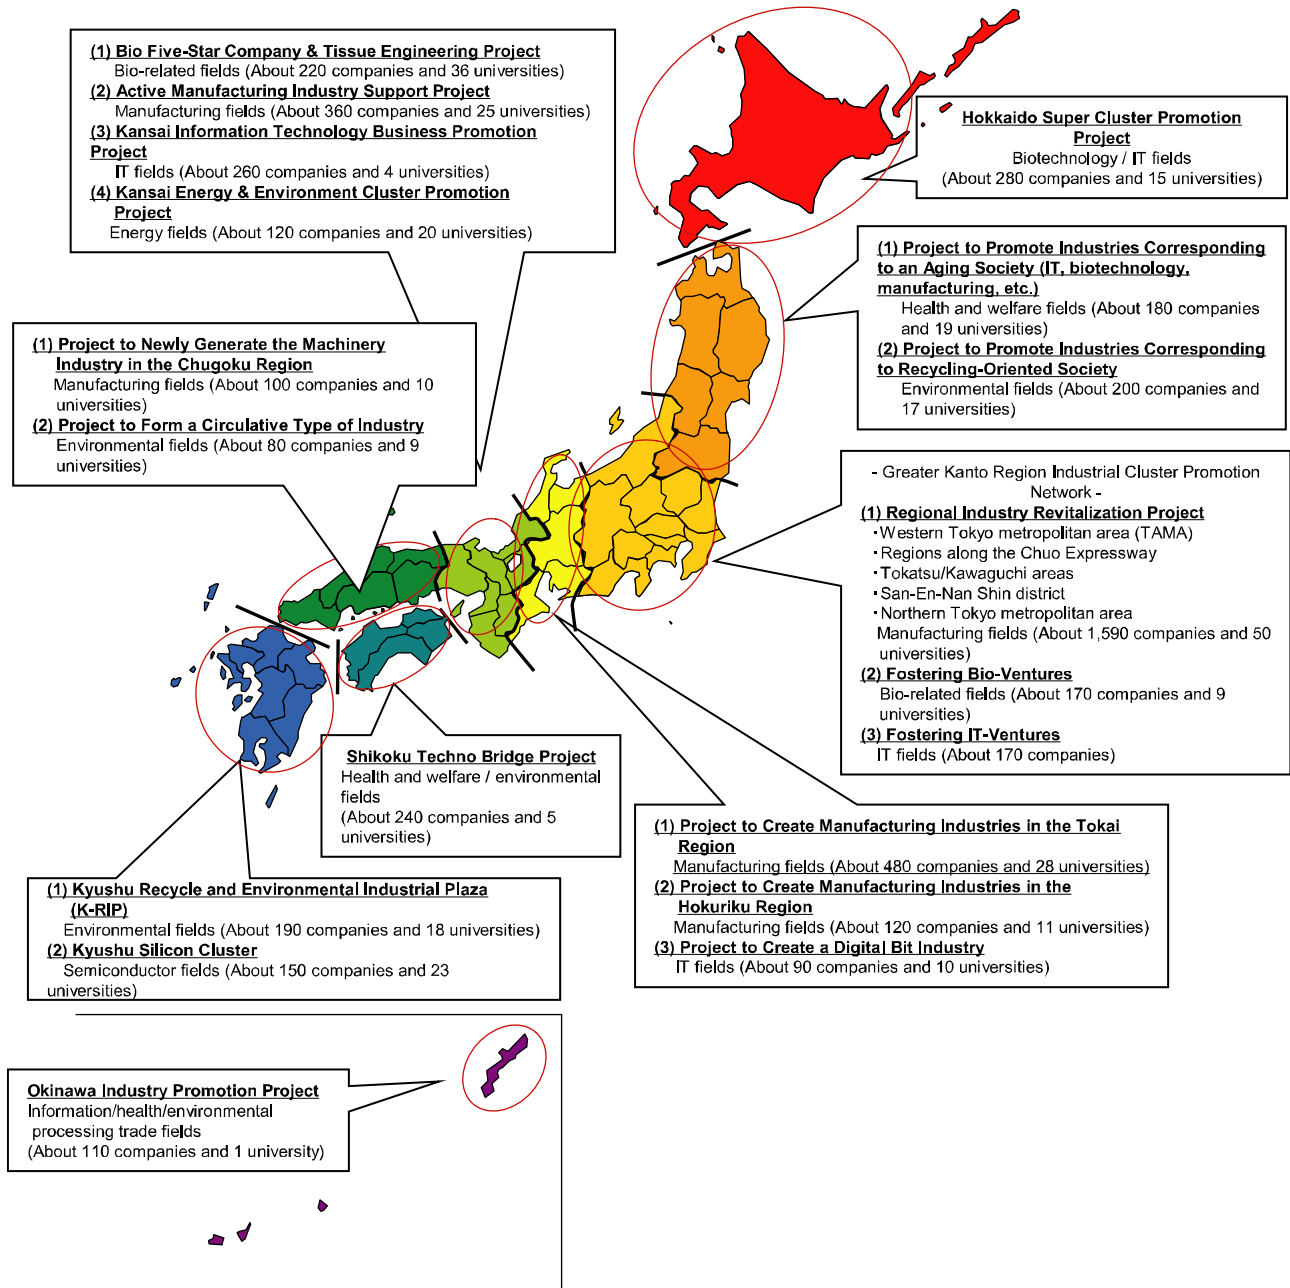 (1) Bio Five-Star Company & Tissue Engineering Project
Bio-related fields (About 220 companies and 36 universities)
(2) Active Manufacturing Industry Support Project
Manufacturing fields (About 360 companies and 25 universities)
(3) Kansai Information Technology Business Promotion
Project
IT fields (About 260 companies and 4 universities)
(4) Kansai Energy & Environment Cluster Promotion
Project
Energy fields (About 120 companies and 20 universities)
Hokkaido Super Cluster Promotion
Project
Biotechnology / IT fields
(About 280 companies and 15 universities)
(1) Project to Promote Industries Corresponding
to an Aging Society (IT, biotechnology,
manufacturing, etc.)
Health and welfare fields (About 180 companies
and 19 universities)
(2) Project to Promote Industries Corresponding
to Recycling-Oriented Society
Environmental fields (About 200 companies and
17 universities)
(1) Project to Newly Generate the Machinery
Industry in the Chugoku Region
Manufacturing fields (About 100 companies and 10
universities)
(2) Project to Form a Circulative Type of Industry
Environmental fields (About 80 companies and 9
universities)
- Greater Kanto Region Industrial Cluster Promotion
Network -
(1) Regional Industry Revitalization Project
・Western Tokyo metropolitan area (TAMA)
・Regions along the Chuo Expressway
・Tokatsu/Kawaguchi areas
・San-En-Nan Shin district
・Northern Tokyo metropolitan area
Manufacturing fields (About 1,590 companies and 50
universities)
(2) Fostering Bio-Ventures
Bio-related fields (About 170 companies and 9
universities)
(3) Fostering IT-Ventures
IT fields (About 170 companies)
Shikoku Techno Bridge Project
Health and welfare / environmental
fields
(About 240 companies and 5
universities)
(1) Project to Create Manufacturing Industries in the Tokai
Region
Manufacturing fields (About 480 companies and 28 universities)
(2) Project to Create Manufacturing Industries in the
Hokuriku Region
Manufacturing fields (About 120 companies and 11 universities)
(3) Project to Create a Digital Bit Industry
IT fields (About 90 companies and 10 universities)
(1) Kyushu Recycle and Environmental Industrial Plaza
(K-RIP)
Environmental fields (About 190 companies and 18 universities)
(2) Kyushu Silicon Cluster
Semiconductor fields (About 150 companies and 23
universities)
Okinawa Industry Promotion Project
Information/health/environmental
processing trade fields
(About 110 companies and 1 university)